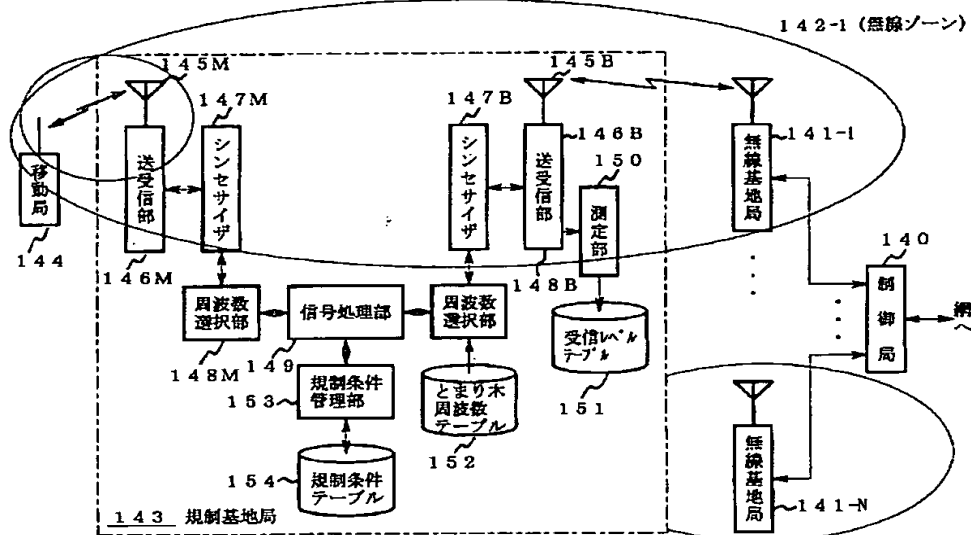 142-1 (無線ゾーン)
145M
147M
145B
147B
146B
150
141-1
移動局
144
送受信部
146M
シンセサイザ
シンセサイザ
送受信部
148B
測定部
無線基地局
140
制御局
網へ
周波数
選択部
148M
信号処理部
149
周波数
選択部
受信レベル
テーブル
151
153
規制条件
管理部
とまり木
周波数
テーブル
152
154
規制条件
テーブル
無線基地局
141-N
143 規制基地局